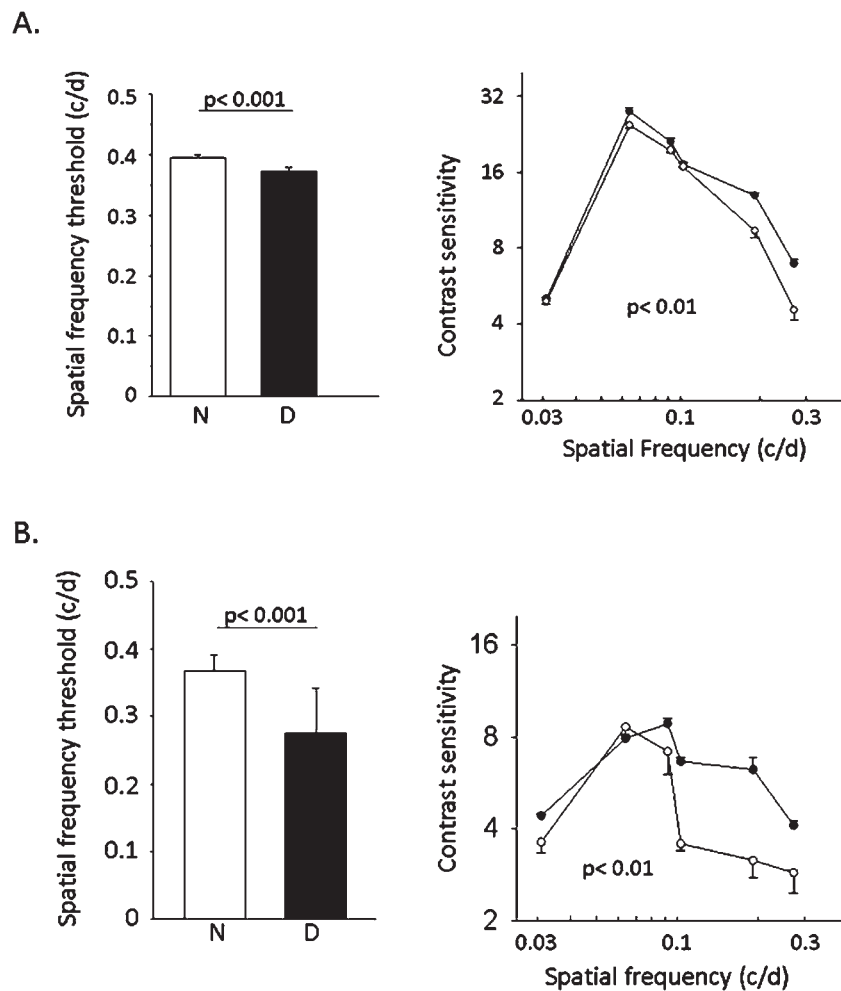 A.
Spatial frequency threshold (c/d)
0.5
0.4
0.3
0.2
0.1
0
p< 0.001
N D
Contrast sensitivity
32
16
8
4
2
p< 0.01
0.03 0.1 0.3
Spatial Frequency (c/d)
B.
Spatial frequency threshold (c/d)
0.5
0.4
0.3
0.2
0.1
0
p< 0.001
N D
Contrast sensitivity
16
8
4
2
p< 0.01
0.03 0.1 0.3
Spatial frequency (c/d)